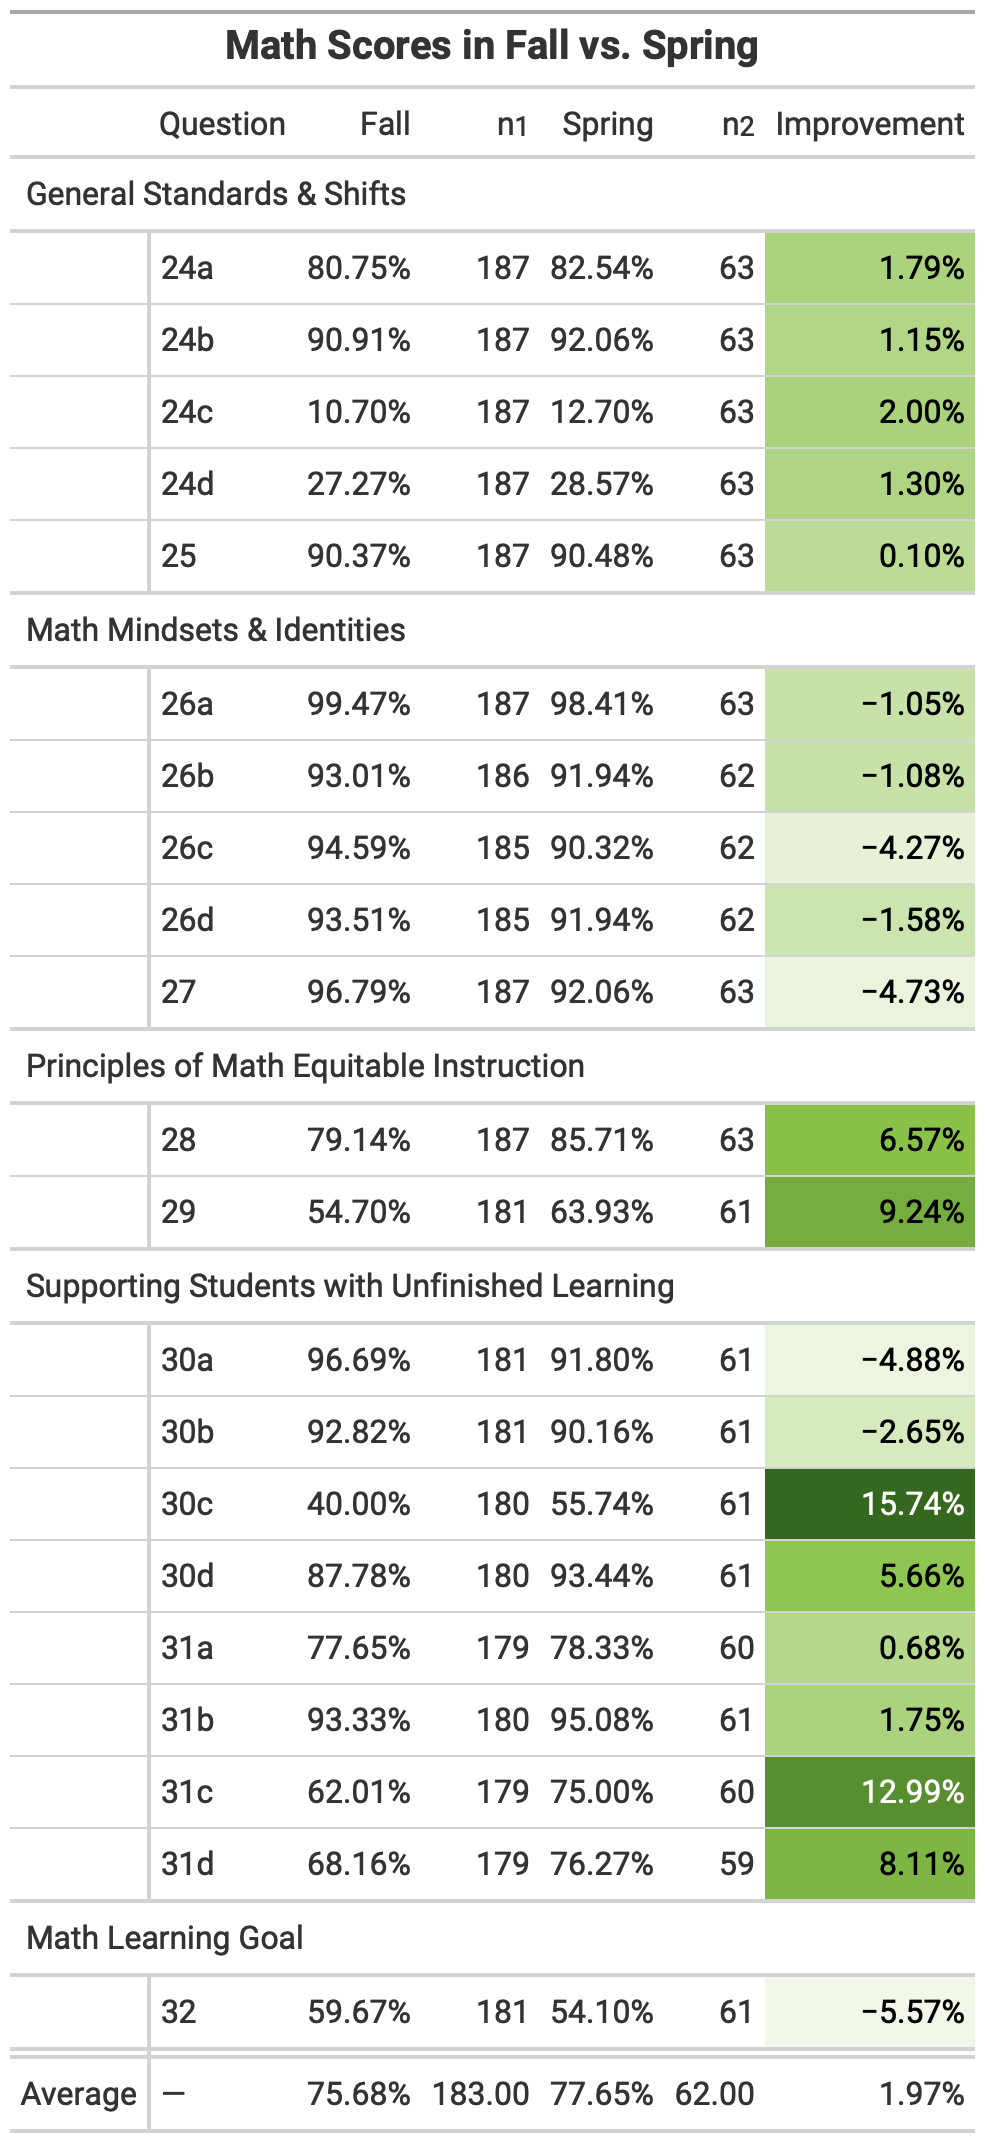 Math Scores in Fall vs. Spring
Question Fall n1 Spring n2 Improvement
General Standards & Shifts
24a 80.75% 187 82.54% 63 1.79%
24b 90.91% 187 92.06% 63 1.15%
24c 10.70% 187 12.70% 63 2.00%
24d 27.27% 187 28.57% 63 1.30%
25 90.37% 187 90.48% 63 0.10%
Math Mindsets & Identities
26a 99.47% 187 98.41% 63 −1.05%
26b 93.01% 186 91.94% 62 −1.08%
26c 94.59% 185 90.32% 62 −4.27%
26d 93.51% 185 91.94% 62 −1.58%
27 96.79% 187 92.06% 63 −4.73%
Principles of Math Equitable Instruction
28 79.14% 187 85.71% 63 6.57%
29 54.70% 181 63.93% 61 9.24%
Supporting Students with Unfinished Learning
30a 96.69% 181 91.80% 61 −4.88%
30b 92.82% 181 90.16% 61 −2.65%
30c 40.00% 180 55.74% 61 15.74%
30d 87.78% 180 93.44% 61 5.66%
31a 77.65% 179 78.33% 60 0.68%
31b 93.33% 180 95.08% 61 1.75%
31c 62.01% 179 75.00% 60 12.99%
31d 68.16% 179 76.27% 59 8.11%
Math Learning Goal
32 59.67% 181 54.10% 61 −5.57%
Average — 75.68% 183.00 77.65% 62.00 1.97%